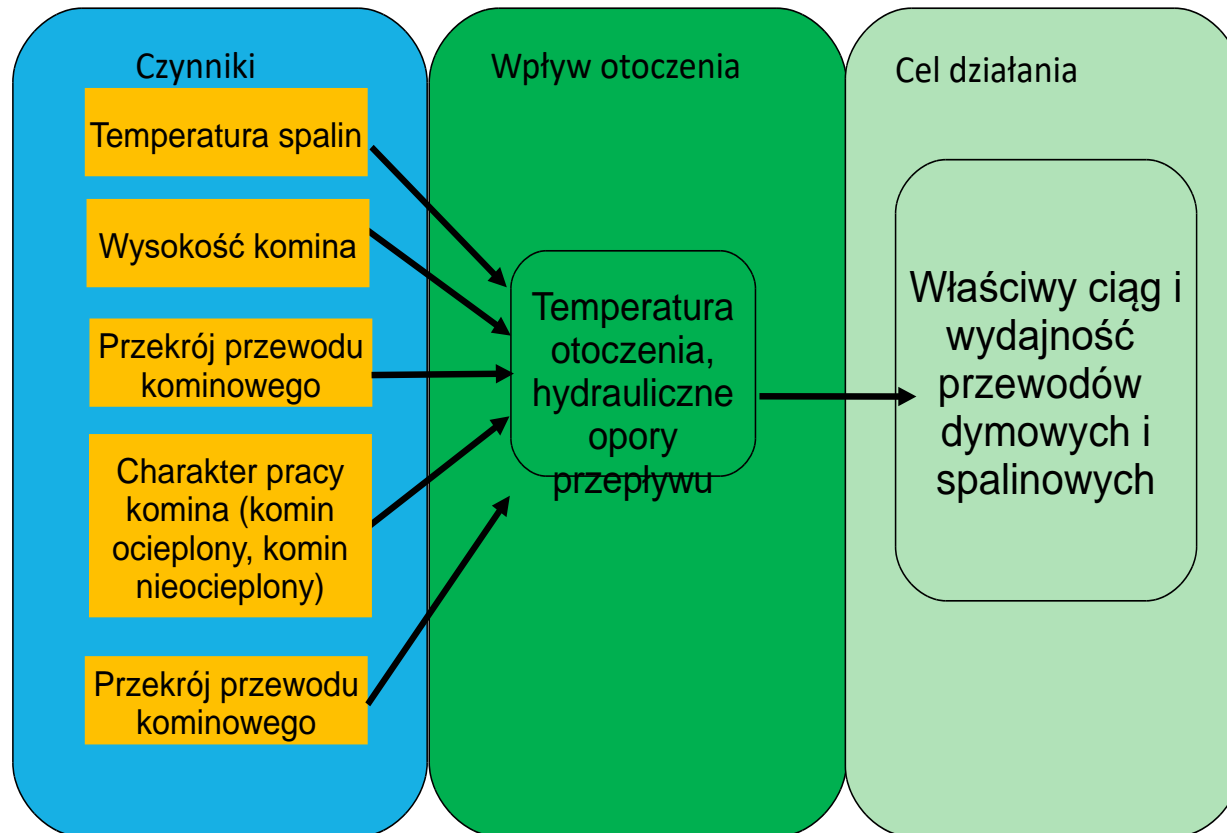 Czynniki
Temperatura spalin
Wysokość komina
Przekrój przewodu
kominowego
Charakter pracy
komina (komin
ocieplony, komin
nieocieplony)
Przekrój przewodu
kominowego
Wpływ otoczenia
Temperatura
otoczenia,
hydrauliczne
opory
przepływu
Cel działania
Właściwy ciąg i
wydajność
przewodów
dymowych i
spalinowych